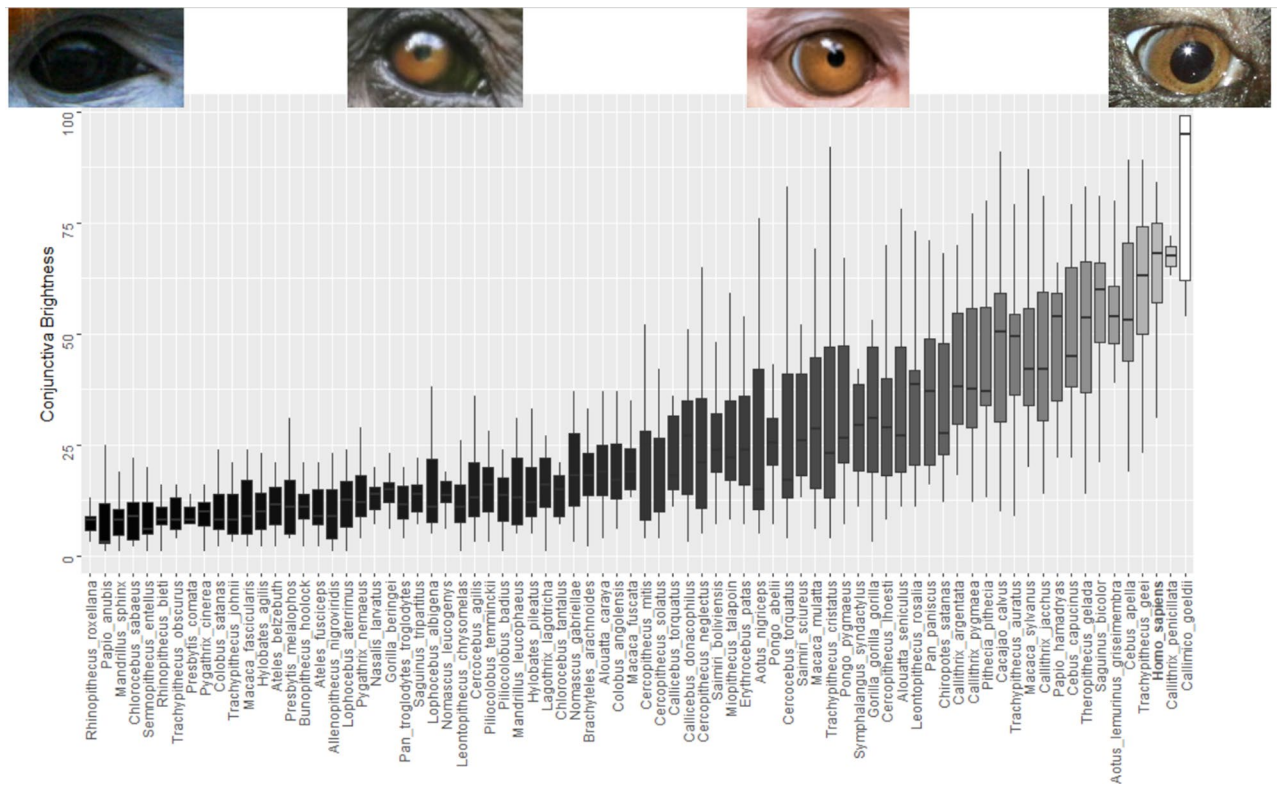 100
75
50
25
0
Conjunctiva Brightness
Rhinopithecus_roxellana
Papio_anubis
Mandrillus_sphinx
Chlorocebus_sabaeus
Semnopithecus_entellus
Rhinopithecus_bieti
Trachypithecus_obscurus
Presbytis_comata
Pygathrix_cinerea
Colobus_satanas
Trachypithecus_johnii
Macaca_fascicularis
Hylobates_agilis
Ateles_belzebuth
Presbytis_melalophos
Bunopithecus_hoolock
Ateles_fusciceps
Allenopithecus_nigroviridis
Lophocebus_aterrimus
Pygathrix_nemaeus
Nasalis_larvatus
Gorilla_beringei
Pan_troglodytes_troglodytes
Saguinus_tripartitus
Lophocebus_albigena
Nomascus_leucogenys
Leontopithecus_chrysomelas
Cercocebus_agilis
Piliocolobus_temminckii
Piliocolobus_badius
Mandrillus_leucophaeus
Hylobates_pileatus
Lagothrix_lagotricha
Chlorocebus_tantalus
Nomascus_gabriellae
Brachyteles_arachnoides
Alouatta_caraya
Colobus_angolensis
Macaca_fuscata
Cercopithecus_mitis
Cercopithecus_solatus
Callicebus_torquatus
Callicebus_donacophilus
Cercopithecus_neglectus
Saimiri_boliviensis
Miopithecus_talapoin
Erythrocebus_patas
Aotus_nigriceps
Pongo_abelii
Cercocebus_torquatus
Saimiri_sciureus
Macaca_mulatta
Trachypithecus_cristatus
Pongo_pygmaeus
Symphalangus_syndactylus
Gorilla_gorilla_gorilla
Cercopithecus_lhoesti
Alouatta_seniculus
Leontopithecus_rosalia
Pan_paniscus
Chiropotes_satanas
Callithrix_argentata
Callithrix_pygmaea
Pithecia_pithecia
Cacajao_calvus
Trachypithecus_auratus
Macaca_sylvanus
Callithrix_jacchus
Papio_hamadryas
Cebus_capucinus
Theropithecus_gelada
Saguinus_bicolor
Aotus_lemurinus_griseimembra
Cebus_apella
Trachypithecus_geei
Homo_sapiens
Callithrix_penicillata
Callimico_goeldii